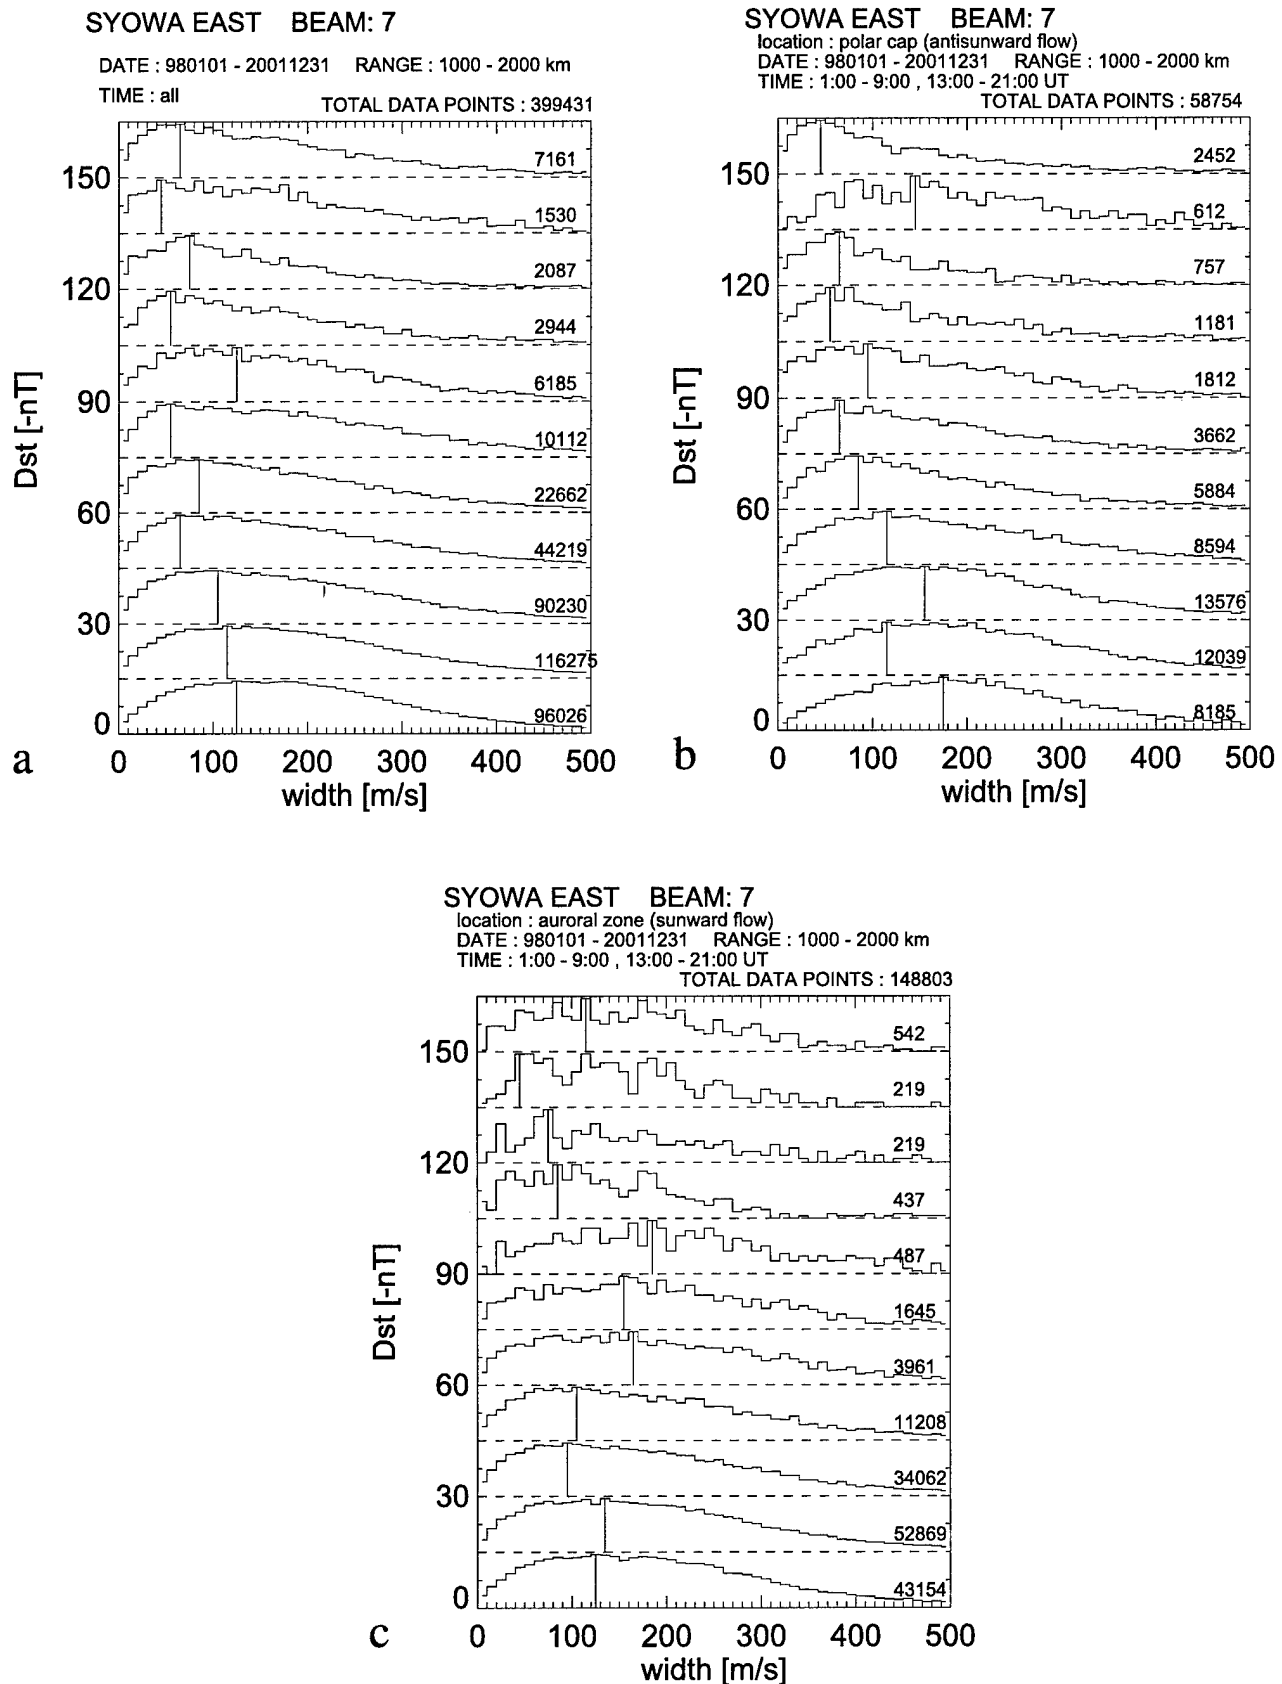 SYOWA EAST BEAM: 7
DATE : 980101 - 20011231 RANGE : 1000 - 2000 km
TIME : all
TOTAL DATA POINTS : 399431
7161
150
1530
2087
120
2944
6185
90
10112
22662
60
44219
90230
30
116275
96026
0
Dst [-nT]
0 100 200 300 400 500
width [m/s]
a
SYOWA EAST BEAM: 7
location : polar cap (antisunward flow)
DATE : 980101 - 20011231 RANGE : 1000 - 2000 km
TIME : 1:00 - 9:00 , 13:00 - 21:00 UT
TOTAL DATA POINTS : 58754
2452
150
612
757
120
1181
1812
90
3662
5884
60
8594
13576
30
12039
8185
0
Dst [-nT]
0 100 200 300 400 500
width [m/s]
b
SYOWA EAST BEAM: 7
location : auroral zone (sunward flow)
DATE : 980101 - 20011231 RANGE : 1000 - 2000 km
TIME : 1:00 - 9:00 , 13:00 - 21:00 UT
TOTAL DATA POINTS : 148803
542
150
219
219
120
437
487
90
1645
3961
60
11208
34062
30
52869
43154
0
Dst [-nT]
0 100 200 300 400 500
width [m/s]
c